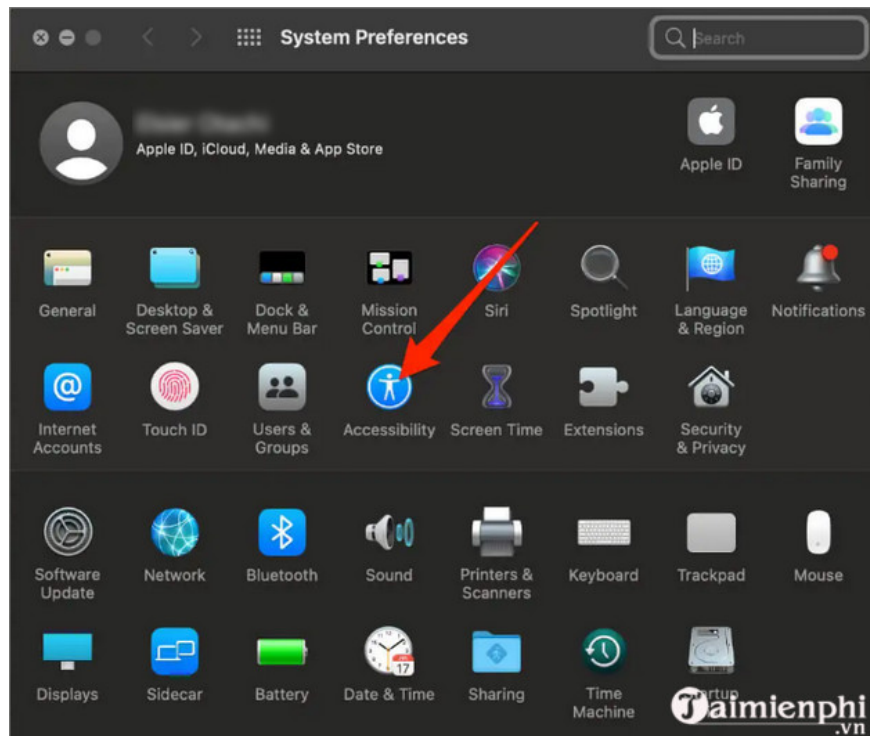 System Preferences
Search
Apple ID, iCloud, Media & App Store
Apple ID
Family
Sharing
General
Desktop &
Screen Saver
Dock &
Menu Bar
Mission
Control
Siri
Spotlight
Language
& Region
Notifications
Internet
Accounts
Touch ID
Users &
Groups
Accessibility
Screen Time
Extensions
Security
& Privacy
Software
Update
Network
Bluetooth
Sound
Printers &
Scanners
Keyboard
Trackpad
Mouse
Displays
Sidecar
Battery
Date & Time
Sharing
Time
Machine
17
Taimienphi
.vn